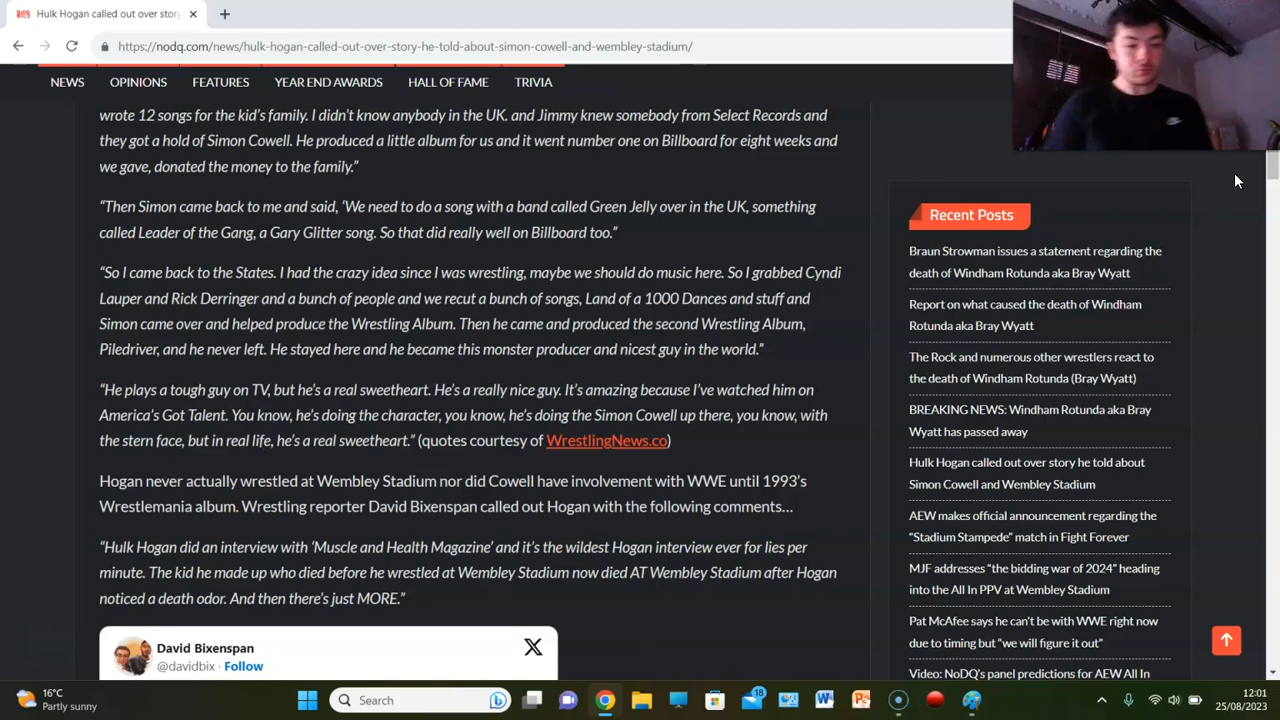 Hulk Hogan called out over story
https://nodq.com/news/hulk-hogan-called-out-over-story-he-told-about-simon-cowell-and-wembley-stadium/
NEWS OPINIONS FEATURES YEAR END AWARDS HALL OF FAME TRIVIA
wrote 12 songs for the kid's family. I didn't know anybody in the UK. and Jimmy knew somebody from Select Records and
they got a hold of Simon Cowell. He produced a little album for us and it went number one on Billboard for eight weeks and
we gave, donated the money to the family."
"Then Simon came back to me and said, 'We need to do a song with a band called Green Jelly over in the UK, something
called Leader of the Gang, a Gary Glitter song. So that did really well on Billboard too."
"So I came back to the States. I had the crazy idea since I was wrestling, maybe we should do music here. So I grabbed Cyndi
Lauper and Rick Derringer and a bunch of people and we recut a bunch of songs, Land of a 1000 Dances and stuff and
Simon came over and helped produce the Wrestling Album. Then he came and produced the second Wrestling Album,
Piledriver, and he never left. He stayed here and he became this monster producer and nicest guy in the world."
"He plays a tough guy on TV, but he's a real sweetheart. He's a really nice guy. It's amazing because I've watched him on
America's Got Talent. You know, he's doing the character, you know, he's doing the Simon Cowell up there, you know, with
the stern face, but in real life, he's a real sweetheart." (quotes courtesy of WrestlingNews.co)
Hogan never actually wrestled at Wembley Stadium nor did Cowell have involvement with WWE until 1993's
Wrestlemania album. Wrestling reporter David Bixenspan called out Hogan with the following comments...
"Hulk Hogan did an interview with 'Muscle and Health Magazine' and it's the wildest Hogan interview ever for lies per
minute. The kid he made up who died before he wrestled at Wembley Stadium now died AT Wembley Stadium after Hogan
noticed a death odor. And then there's just MORE."
David Bixenspan
@davidbix · Follow
Recent Posts
Braun Strowman issues a statement regarding the
death of Windham Rotunda aka Bray Wyatt
Report on what caused the death of Windham
Rotunda aka Bray Wyatt
The Rock and numerous other wrestlers react to
the death of Windham Rotunda (Bray Wyatt)
BREAKING NEWS: Windham Rotunda aka Bray
Wyatt has passed away
Hulk Hogan called out over story he told about
Simon Cowell and Wembley Stadium
AEW makes official announcement regarding the
"Stadium Stampede" match in Fight Forever
MJF addresses "the bidding war of 2024" heading
into the All In PPV at Wembley Stadium
Pat McAfee says he can't be with WWE right now
due to timing but "we will figure it out"
Video: NoDQ's panel predictions for AEW All In
16°C
Partly sunny
Search
18
12:01
25/08/2023